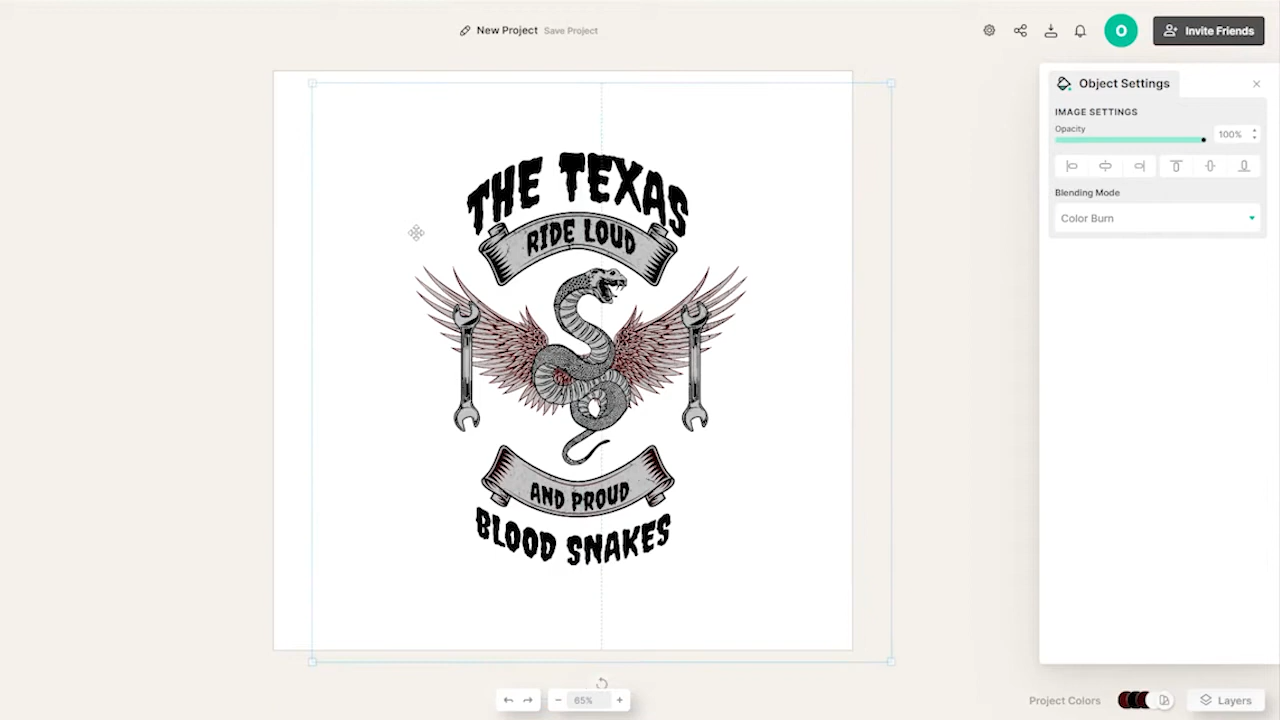 New Project Save Project
O
Invite Friends
Object Settings
IMAGE SETTINGS
Opacity
100%
Blending Mode
Color Burn
THE TEXAS
RIDE LOUD
AND PROUD
BLOOD SNAKES
65%
Project Colors
Layers